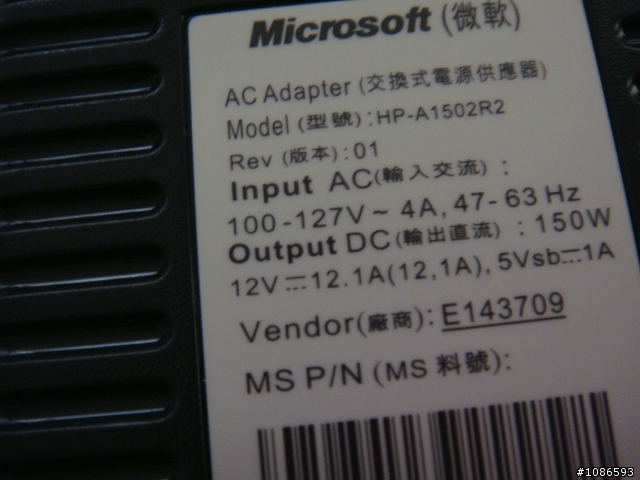 Microsoft (微軟)
AC Adapter (交換式電源供應器)
Model (型號):HP-A1502R2
Rev (版本):01
Input AC(輸入交流) :
100-127V~ 4A, 47-63 Hz
Output DC(輸出直流) : 150W
12V⎓12.1A(12,1A), 5Vsb⎓1A
Vendor(廠商): E143709
MS P/N (MS 料號):
#1086593